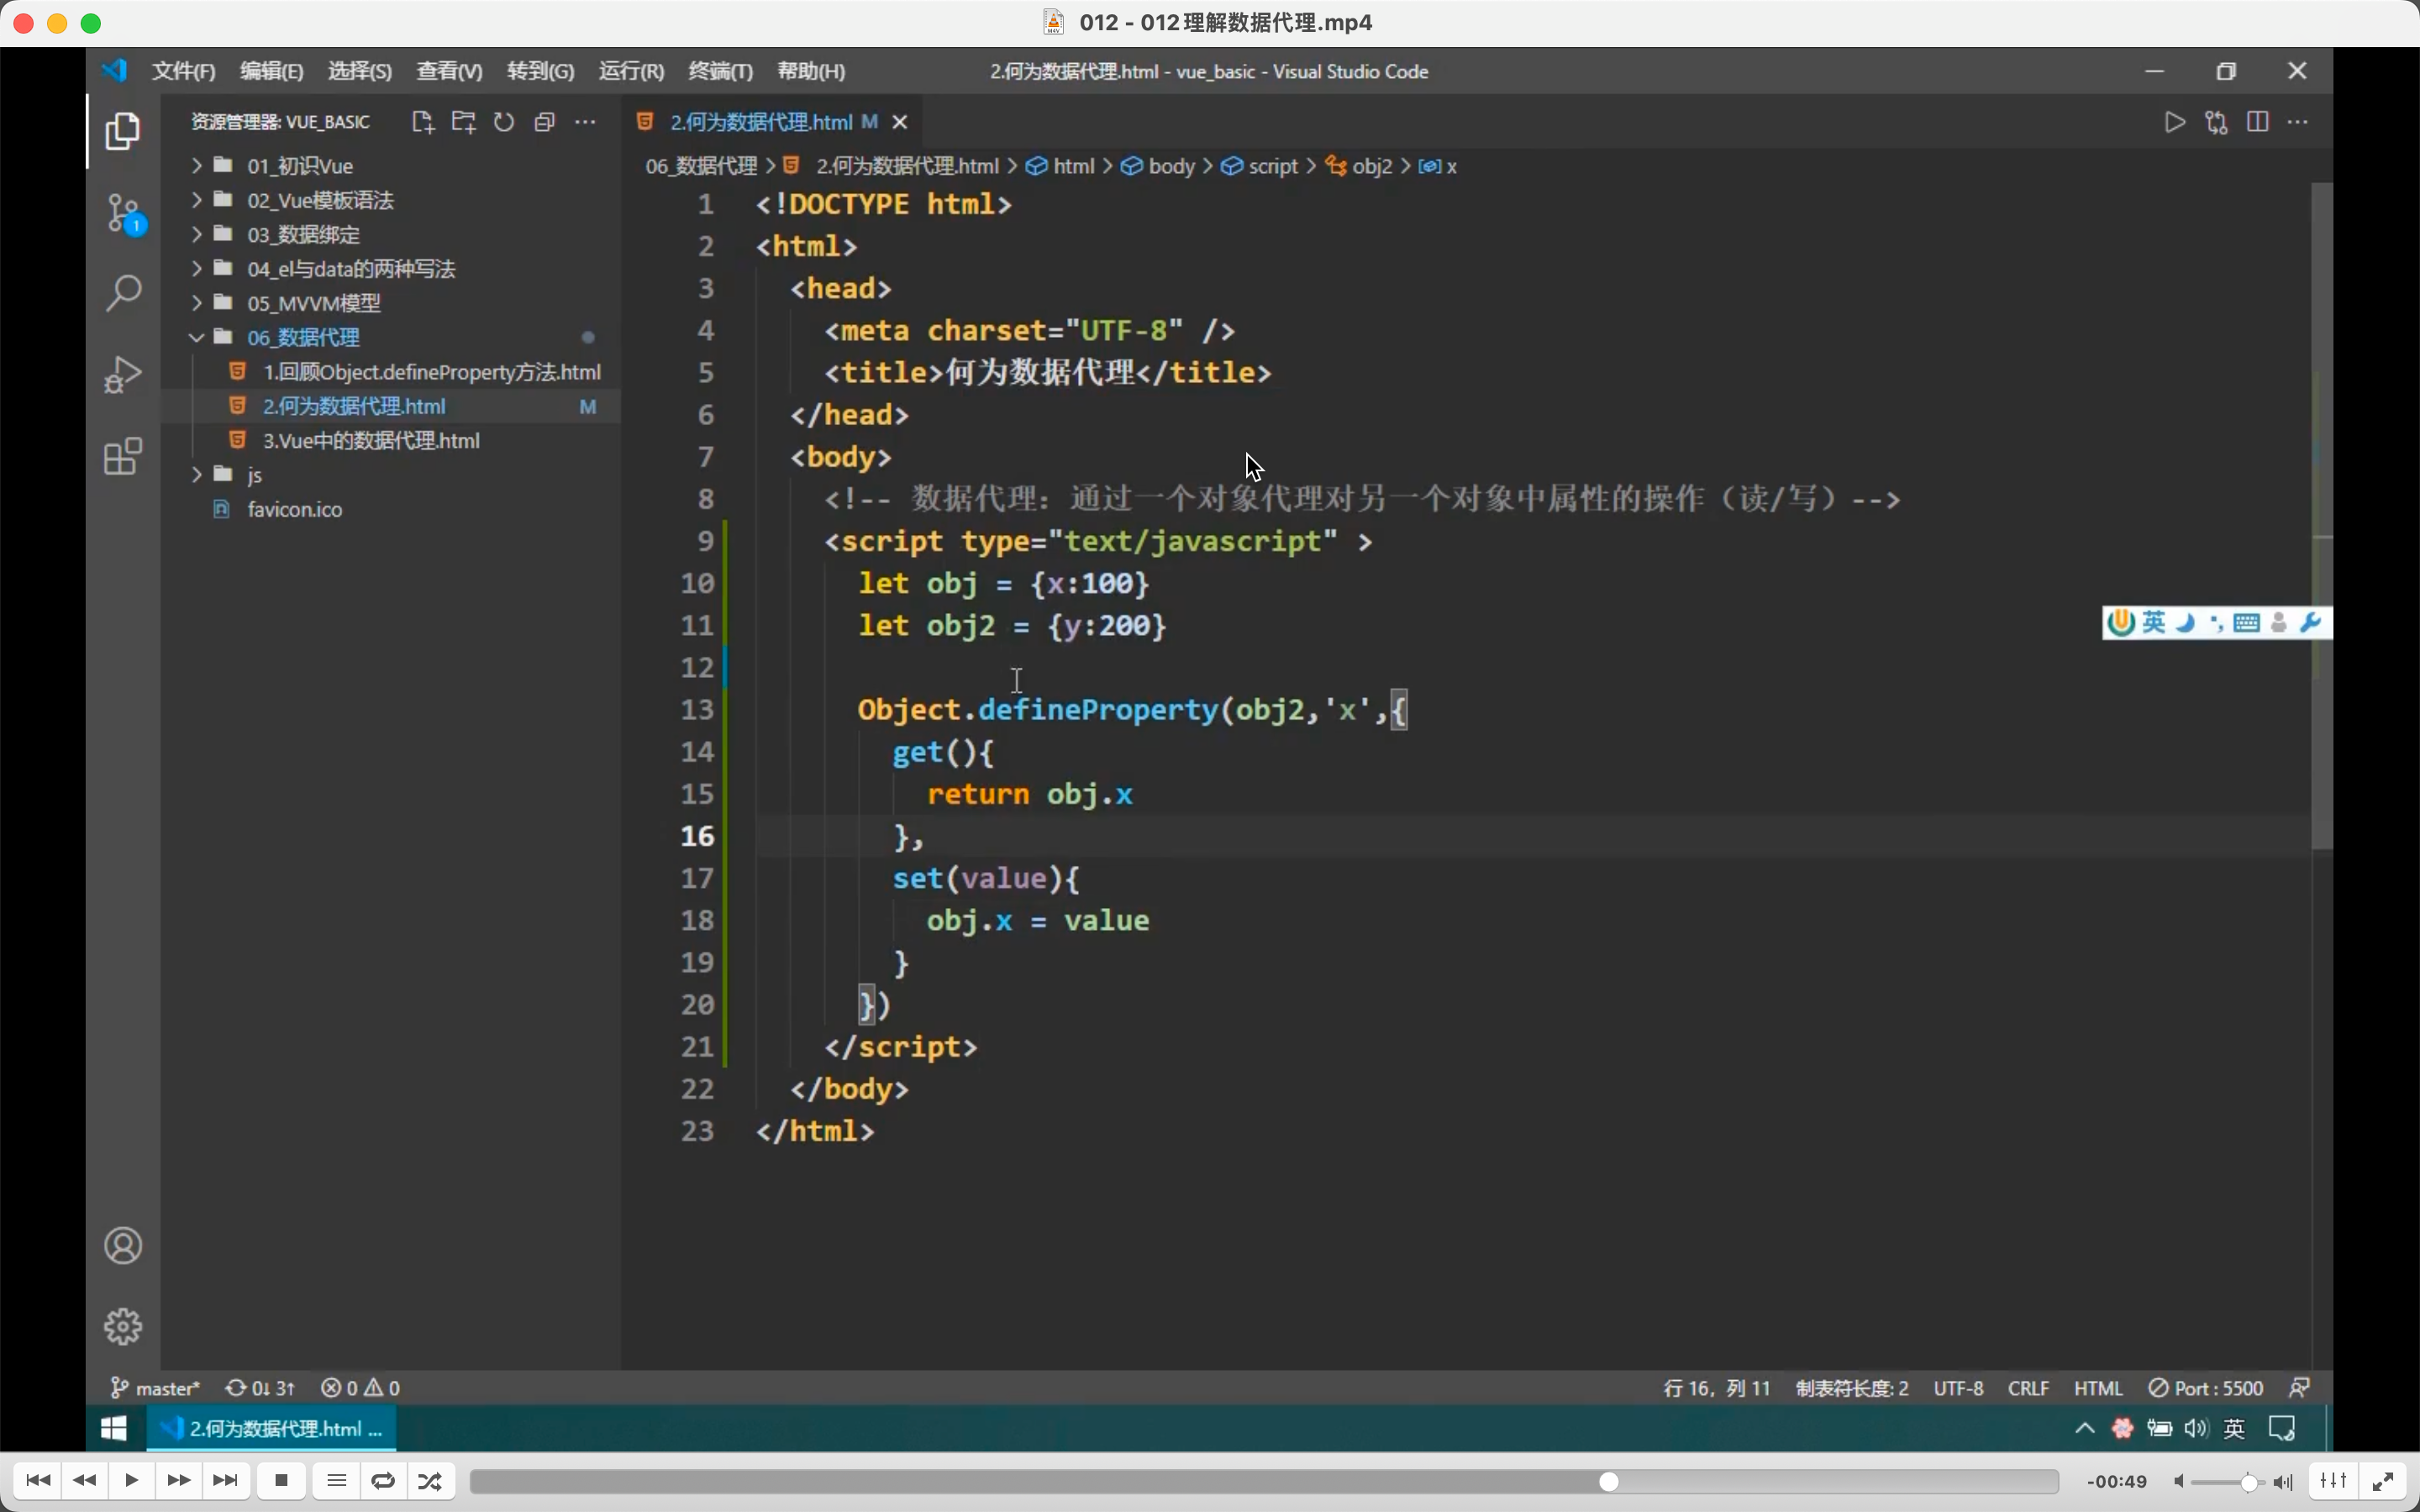 012 - 012理解数据代理.mp4
文件(F) 编辑(E) 选择(S) 查看(V) 转到(G) 运行(R) 终端(T) 帮助(H)
2.何为数据代理.html - vue_basic - Visual Studio Code
资源管理器: VUE_BASIC
1
01_初识Vue
02_Vue模板语法
03_数据绑定
04_el与data的两种写法
05_MVVM模型
06_数据代理
1.回顾Object.defineProperty方法.html
2.何为数据代理.html M
3.Vue中的数据代理.html
js
favicon.ico
2.何为数据代理.html M
06_数据代理 > 2.何为数据代理.html > html > body > script > obj2 > x
1 <!DOCTYPE html>
2 <html>
3 <head>
4 <meta charset="UTF-8" />
5 <title>何为数据代理</title>
6 </head>
7 <body>
8 <!-- 数据代理：通过一个对象代理对另一个对象中属性的操作（读/写）-->
9 <script type="text/javascript" >
10 let obj = {x:100}
11 let obj2 = {y:200}
12
13 Object.defineProperty(obj2,'x',{
14 get(){
15 return obj.x
16 },
17 set(value){
18 obj.x = value
19 }
20 })
21 </script>
22 </body>
23 </html>
英
master* 0↓ 3↑ 0 0
行 16，列 11 制表符长度: 2 UTF-8 CRLF HTML Port : 5500
2.何为数据代理.html ...
英
-00:49